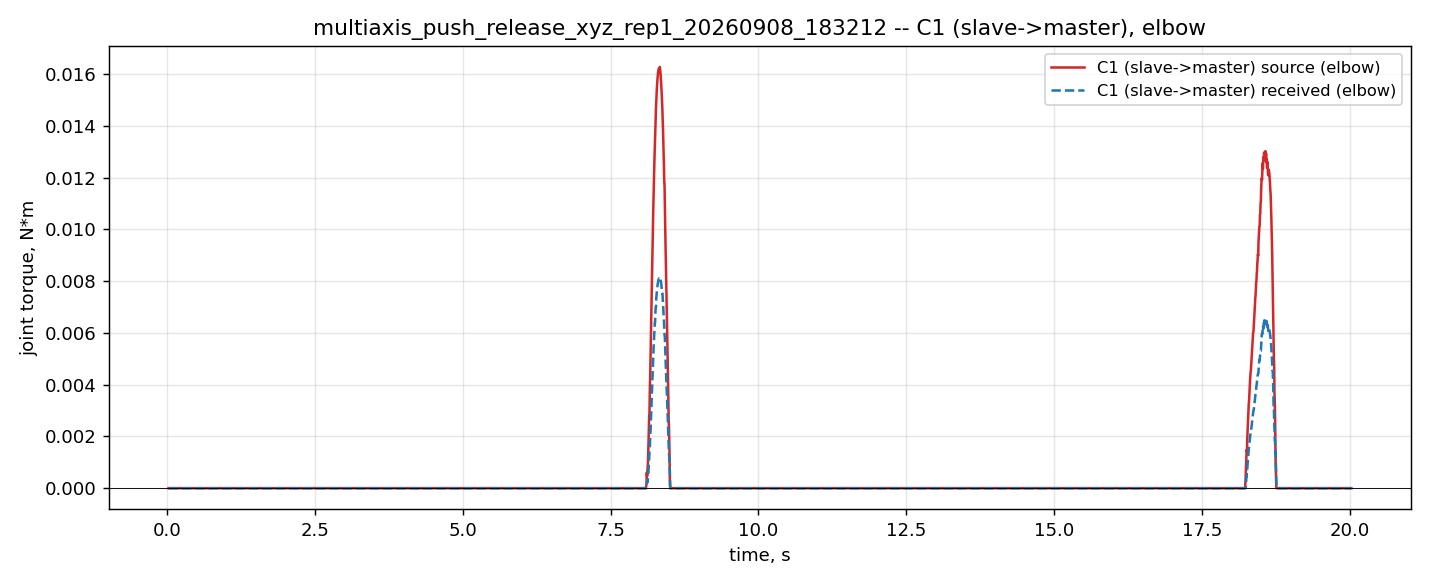 multiaxis_push_release_xyz_rep1_20260908_183212 -- C1 (slave->master), elbow
C1 (slave->master) source (elbow)
C1 (slave->master) received (elbow)
joint torque, N*m
0.016
0.014
0.012
0.010
0.008
0.006
0.004
0.002
0.000
0.0 2.5 5.0 7.5 10.0 12.5 15.0 17.5 20.0
time, s